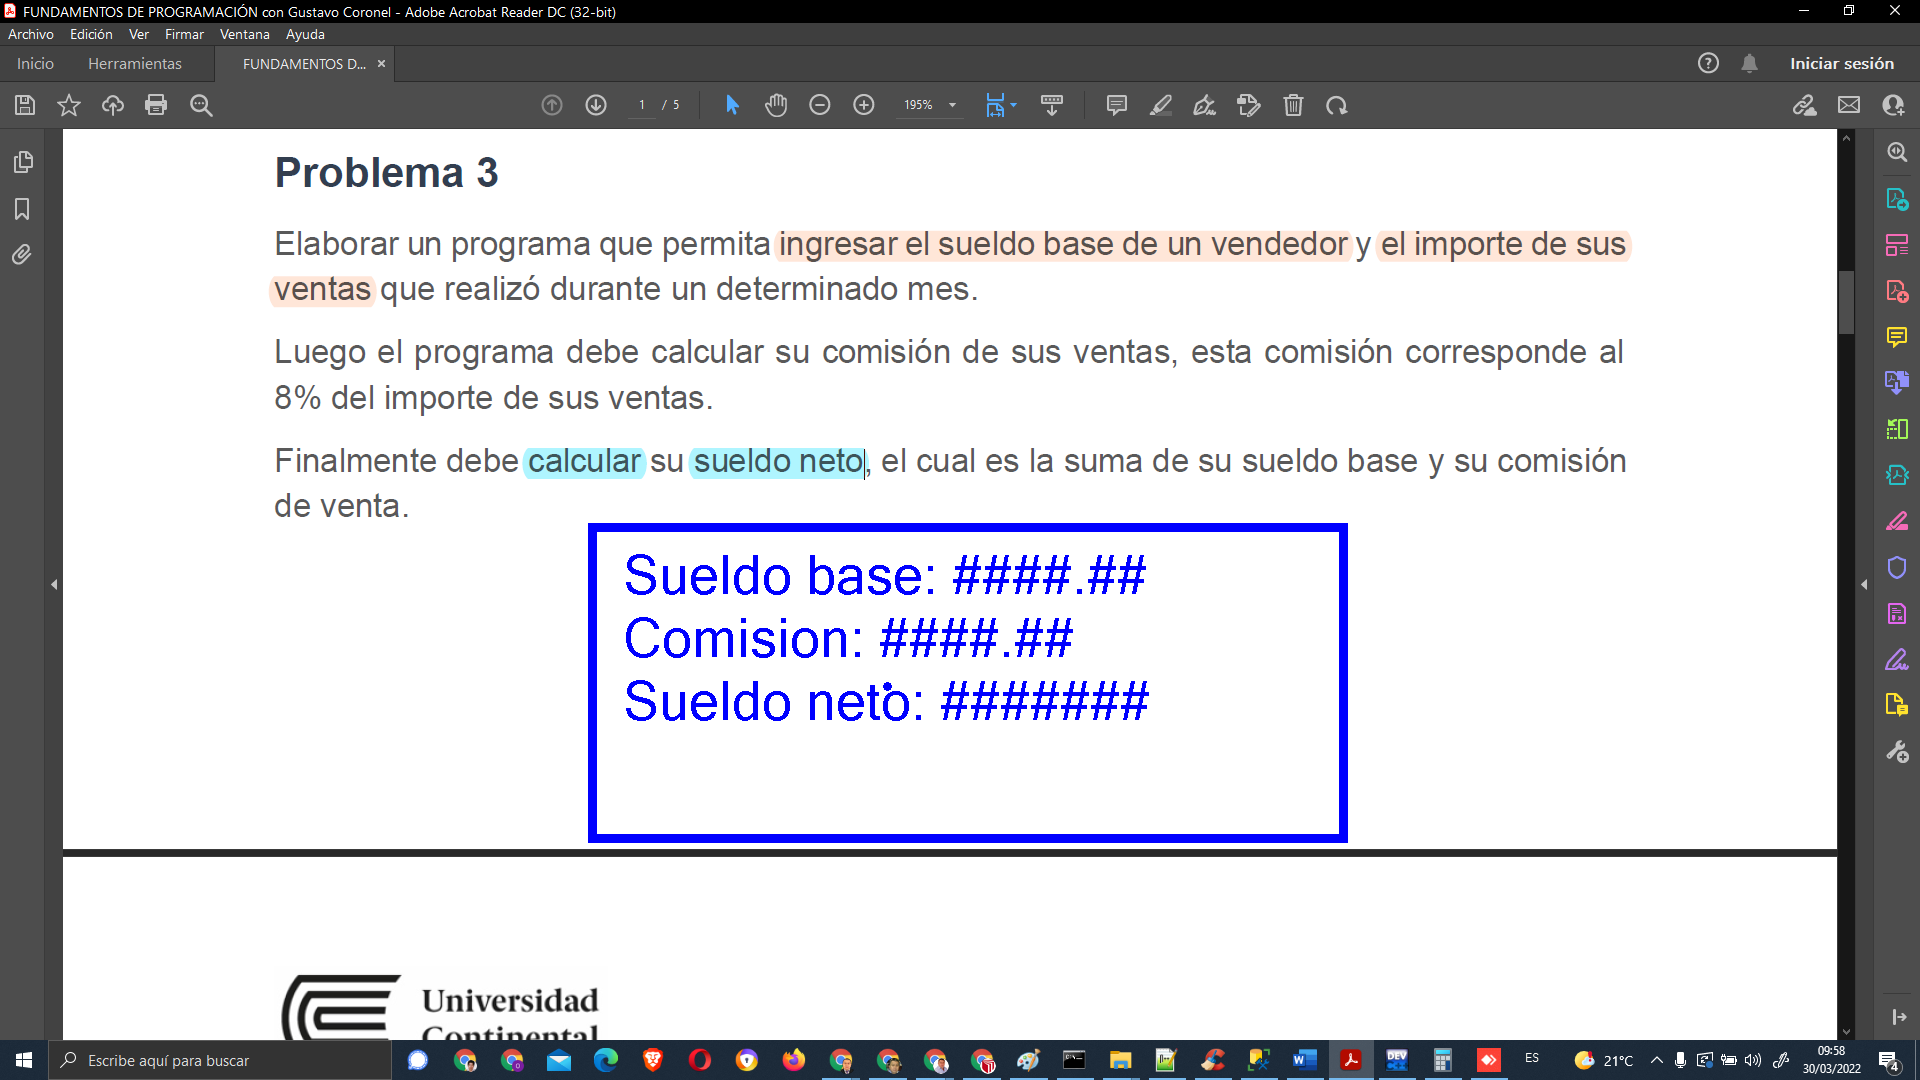 FUNDAMENTOS DE PROGRAMACIÓN con Gustavo Coronel - Adobe Acrobat Reader DC (32-bit)
Archivo Edición Ver Firmar Ventana Ayuda
Inicio Herramientas FUNDAMENTOS D... × Iniciar sesión
1 / 5 195%
Problema 3
Elaborar un programa que permita ingresar el sueldo base de un vendedor y el importe de sus
ventas que realizó durante un determinado mes.
Luego el programa debe calcular su comisión de sus ventas, esta comisión corresponde al
8% del importe de sus ventas.
Finalmente debe calcular su sueldo neto, el cual es la suma de su sueldo base y su comisión
de venta.
Sueldo base: ####.##
Comision: ####.##
Sueldo neto: #######
Universidad
Continental
Escribe aquí para buscar
DEV
ES
21°C
09:58
30/03/2022
4